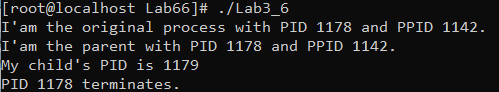 [root@localhost Lab66]# ./Lab3_6
I'am the original process with PID 1178 and PPID 1142.
I'am the parent with PID 1178 and PPID 1142.
My child's PID is 1179
PID 1178 terminates.